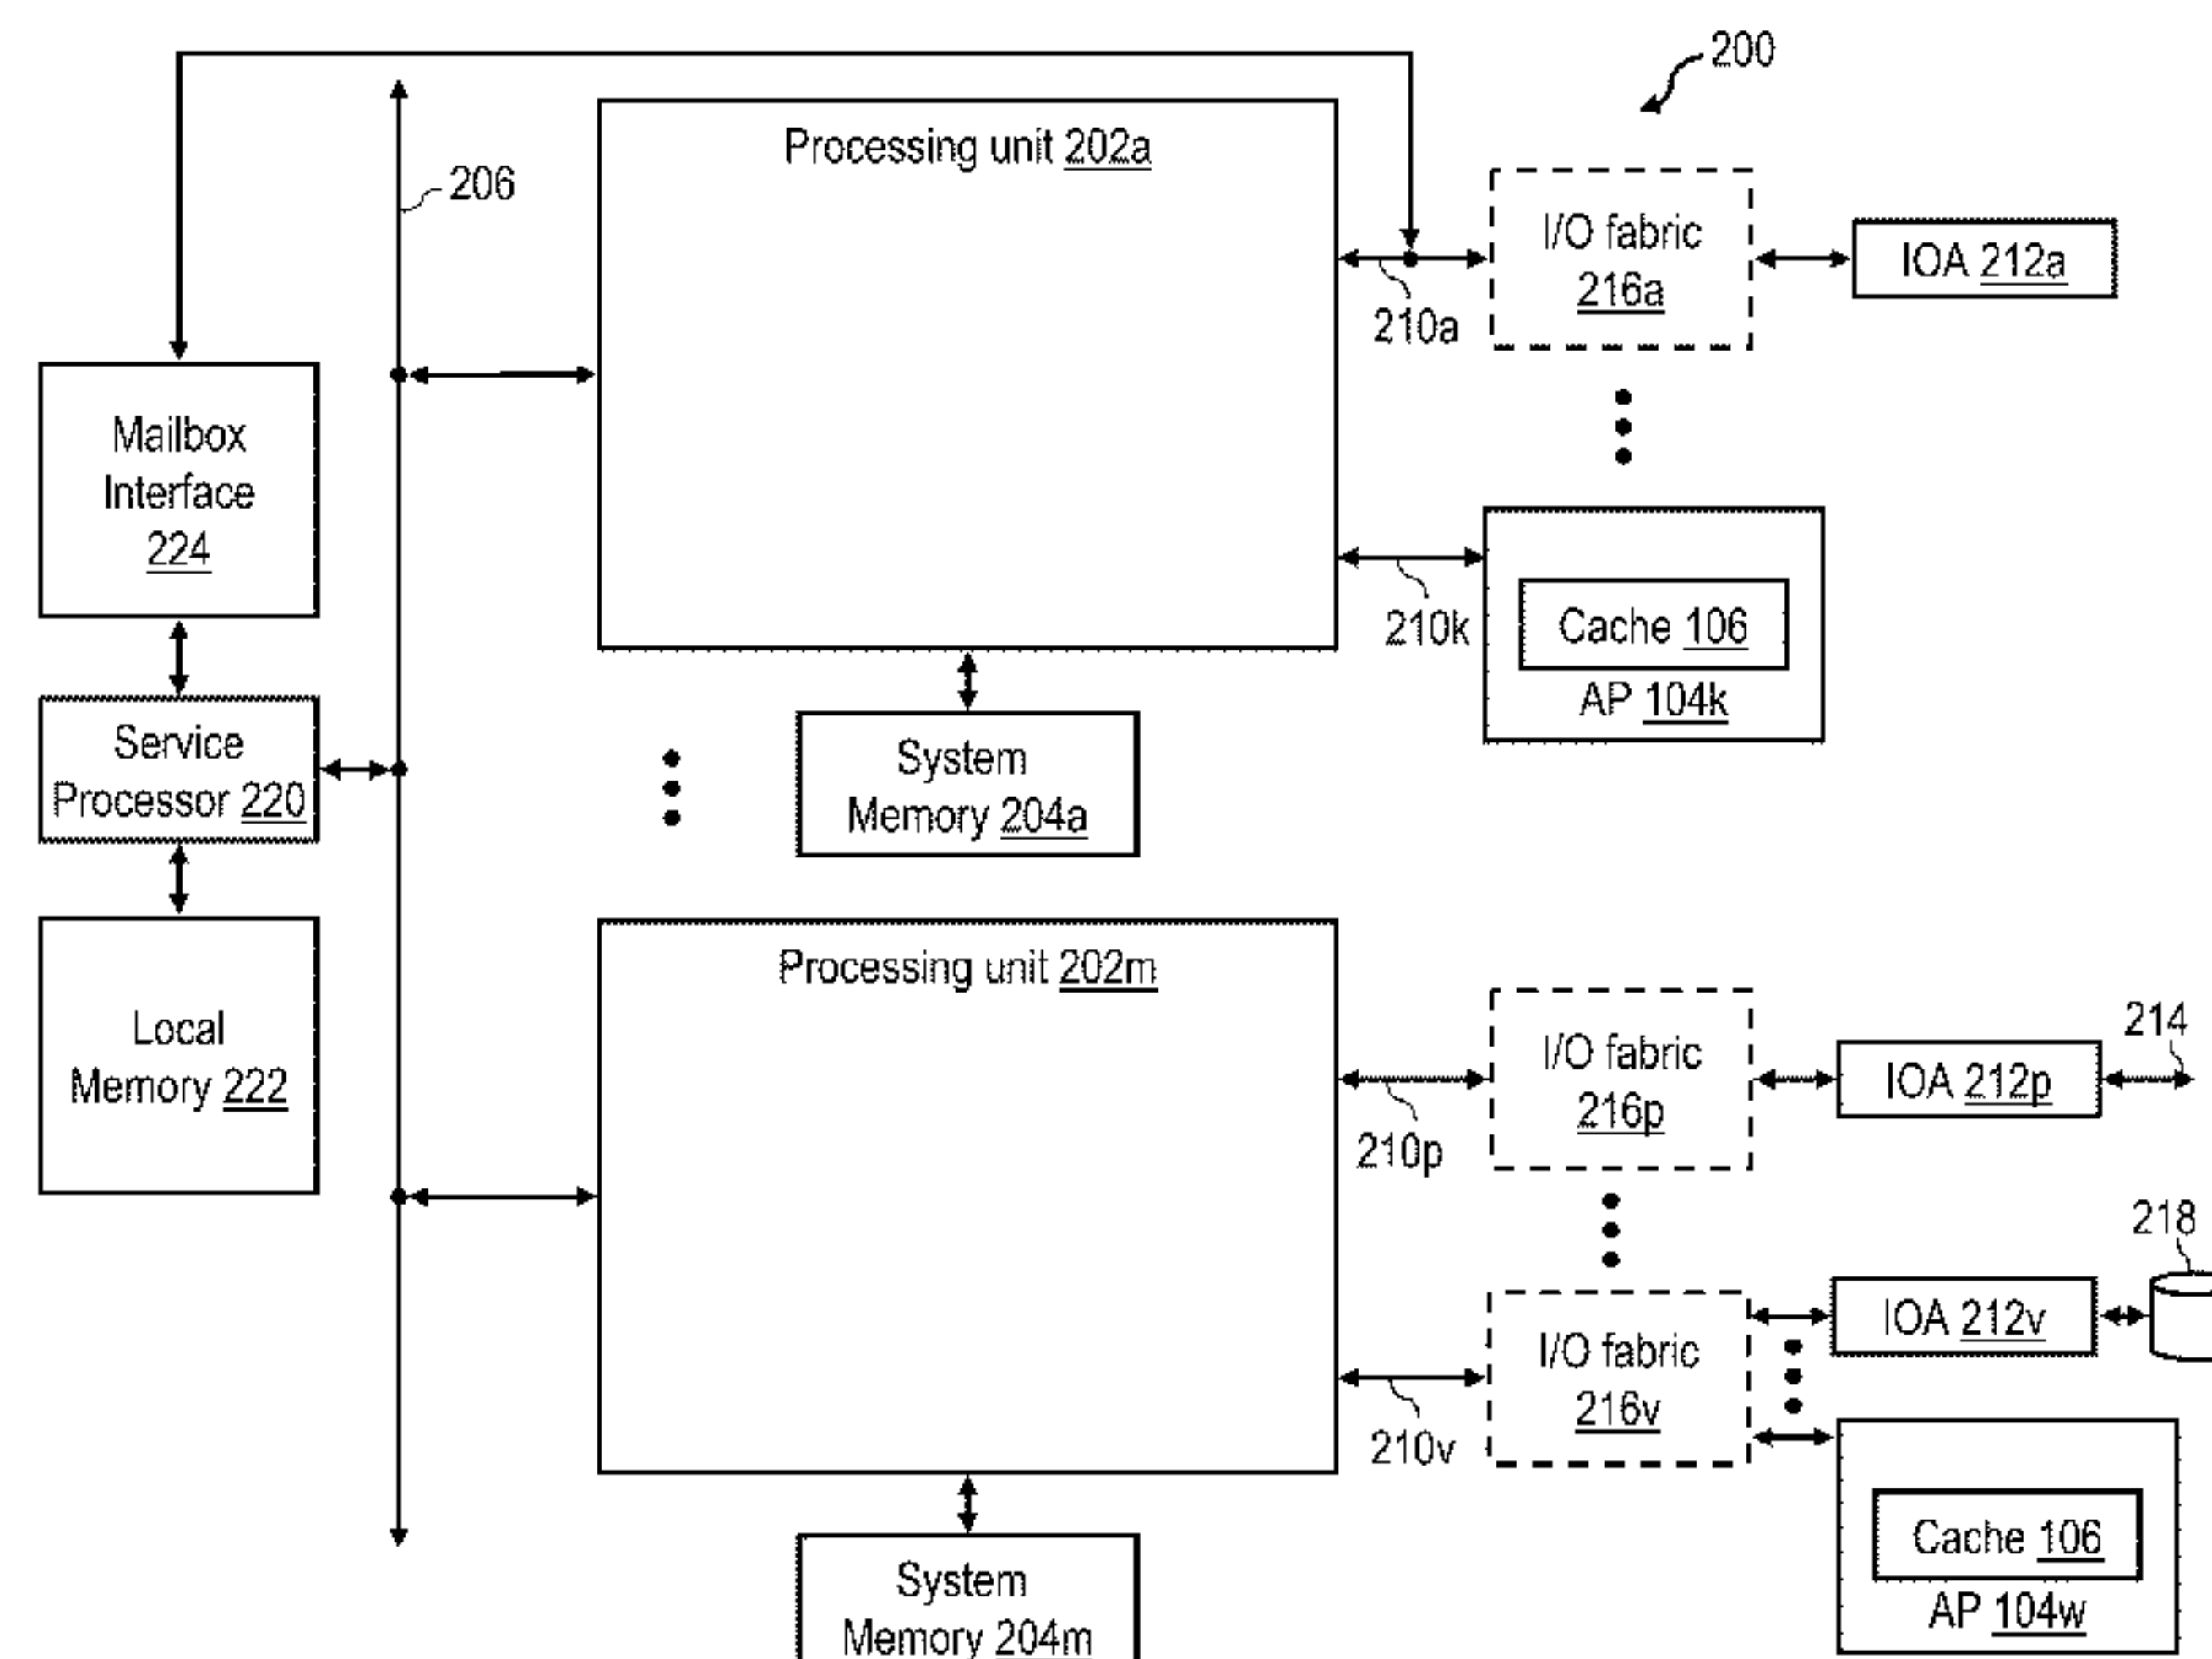 200
Processing unit 202a
206
I/O fabric
216a
IOA 212a
210a
Mailbox
Interface
224
210k
Cache 106
AP 104k
Service
Processor 220
System
Memory 204a
Local
Memory 222
Processing unit 202m
I/O fabric
216p
IOA 212p
214
210p
218
I/O fabric
216v
IOA 212v
210v
Cache 106
AP 104w
System
Memory 204m